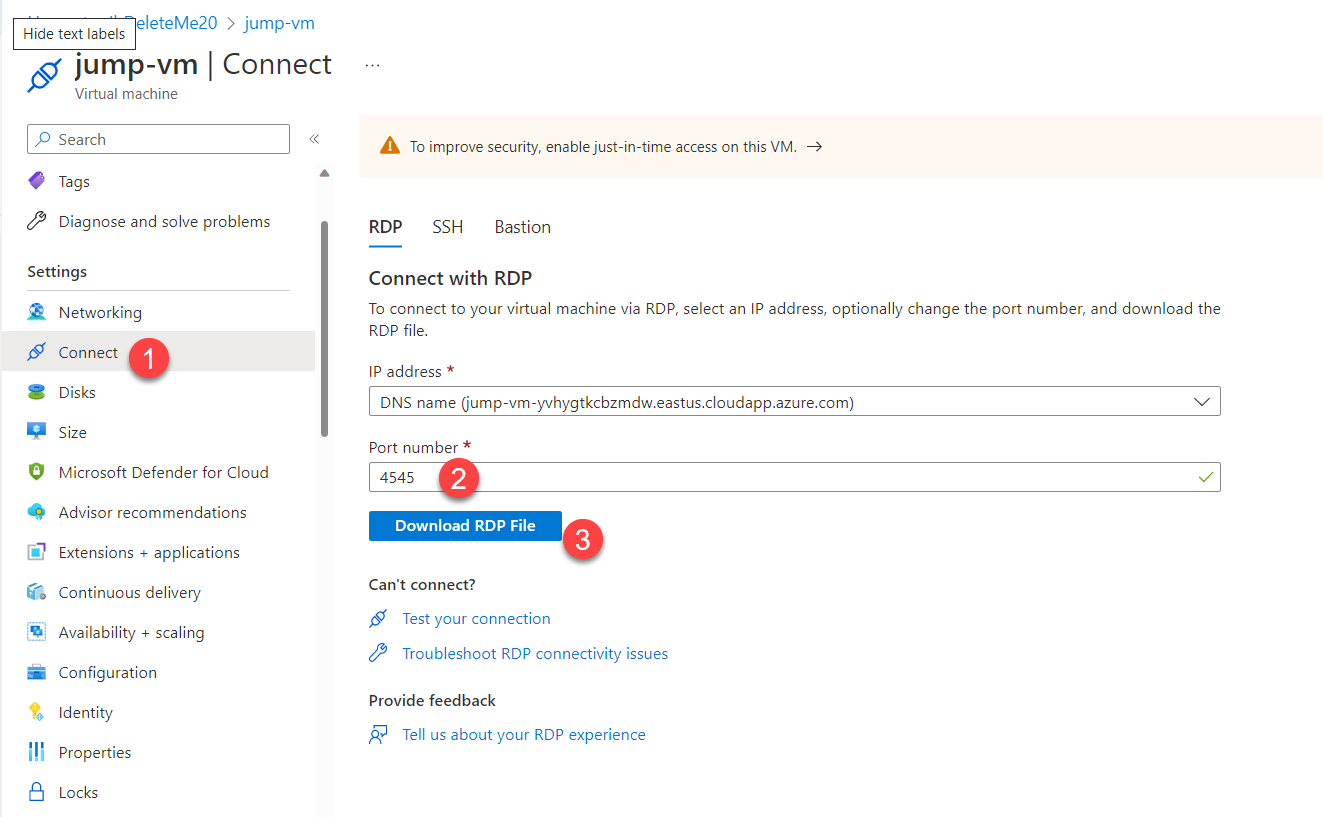 Hide text labels
DeleteMe20 > jump-vm
jump-vm | Connect ...
Virtual machine
Search «
Tags
Diagnose and solve problems
Settings
Networking
Connect 1
Disks
Size
Microsoft Defender for Cloud
Advisor recommendations
Extensions + applications
Continuous delivery
Availability + scaling
Configuration
Identity
Properties
Locks
To improve security, enable just-in-time access on this VM. →
RDP SSH Bastion
Connect with RDP
To connect to your virtual machine via RDP, select an IP address, optionally change the port number, and download the
RDP file.
IP address *
DNS name (jump-vm-yvhygtkcbzmdw.eastus.cloudapp.azure.com)
Port number *
4545 2
Download RDP File 3
Can't connect?
Test your connection
Troubleshoot RDP connectivity issues
Provide feedback
Tell us about your RDP experience